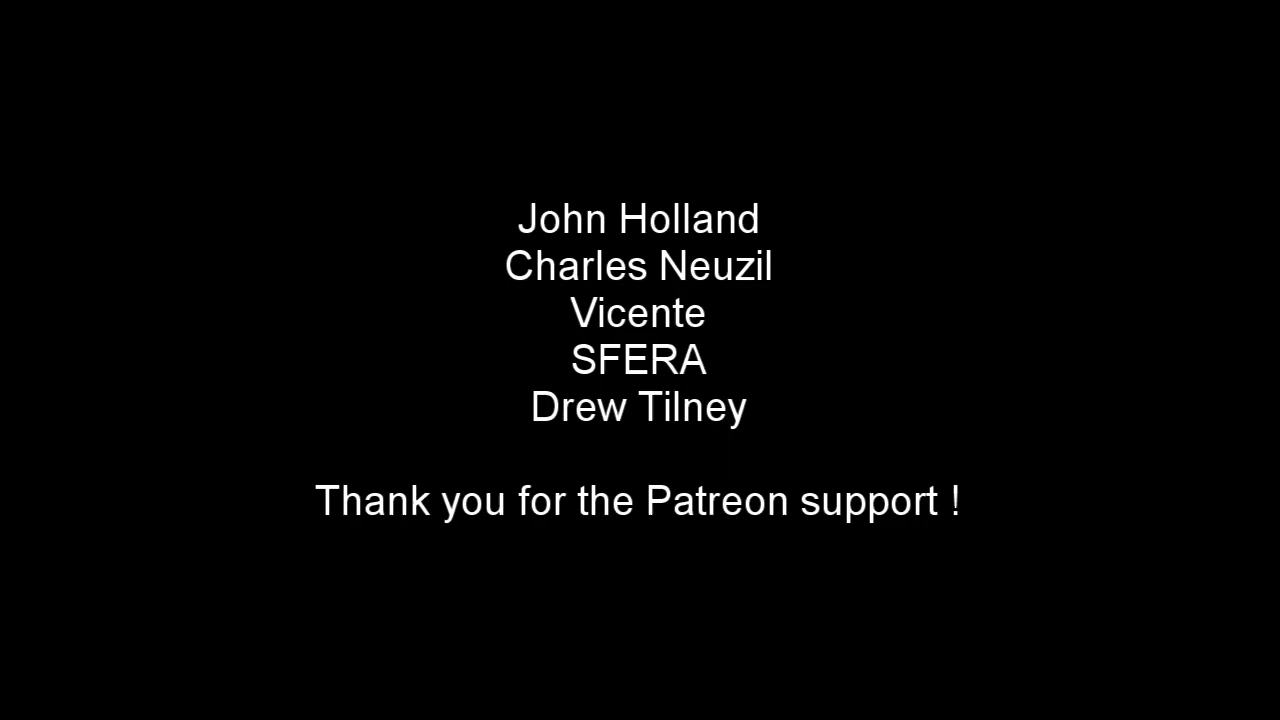 John Holland
Charles Neuzil
Vicente
SFERA
Drew Tilney
Thank you for the Patreon support !